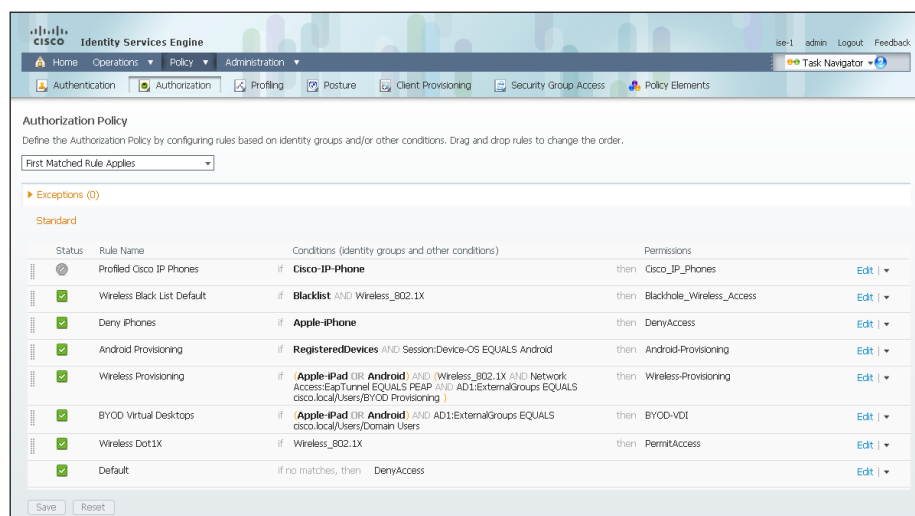 CISCO Identity Services Engine
ise-1 admin Logout Feedback
Home Operations ▼ Policy ▼ Administration ▼
Task Navigator ▼ ?
Authentication Authorization Profiling Posture Client Provisioning Security Group Access Policy Elements
Authorization Policy
Define the Authorization Policy by configuring rules based on identity groups and/or other conditions. Drag and drop rules to change the order.
First Matched Rule Applies
Exceptions (0)
Standard
Status Rule Name Conditions (identity groups and other conditions) Permissions
Profiled Cisco IP Phones if Cisco-IP-Phone then Cisco_IP_Phones Edit | ▼
Wireless Black List Default if Blacklist AND Wireless_802.1X then Blackhole_Wireless_Access Edit | ▼
Deny iPhones if Apple-iPhone then DenyAccess Edit | ▼
Android Provisioning if RegisteredDevices AND Session:Device-OS EQUALS Android then Android-Provisioning Edit | ▼
Wireless Provisioning if (Apple-iPad OR Android) AND (Wireless_802.1X AND Network then Wireless-Provisioning Edit | ▼
Access:EapTunnel EQUALS PEAP AND AD1:ExternalGroups EQUALS
cisco.local/Users/BYOD Provisioning )
BYOD Virtual Desktops if (Apple-iPad OR Android) AND AD1:ExternalGroups EQUALS then BYOD-VDI Edit | ▼
cisco.local/Users/Domain Users
Wireless Dot1X if Wireless_802.1X then PermitAccess Edit | ▼
Default if no matches, then DenyAccess Edit | ▼
Save Reset